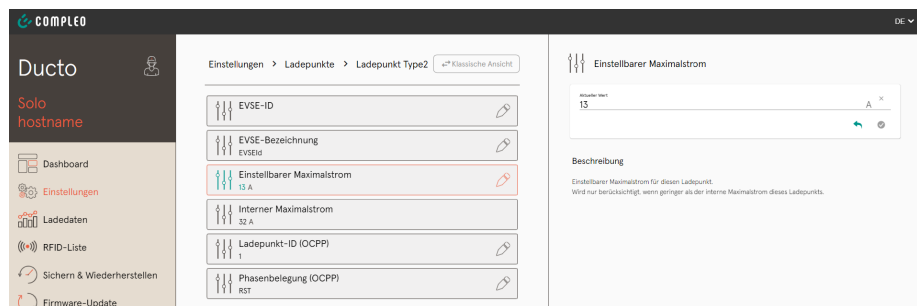 COMPLEO
DE
Ducto
Solo
hostname
Dashboard
Einstellungen
Ladedaten
RFID-Liste
Sichern & Wiederherstellen
Firmware-Update
Einstellungen > Ladepunkte > Ladepunkt Type2
Klassische Ansicht
EVSE-ID
EVSE-Bezeichnung
EVSEId
Einstellbarer Maximalstrom
13 A
Interner Maximalstrom
32 A
Ladepunkt-ID (OCPP)
1
Phasenbelegung (OCPP)
RST
Einstellbarer Maximalstrom
Aktueller Wert
13 A
Beschreibung
Einstellbarer Maximalstrom für diesen Ladepunkt.
Wird nur berücksichtigt, wenn geringer als der interne Maximalstrom dieses Ladepunkts.